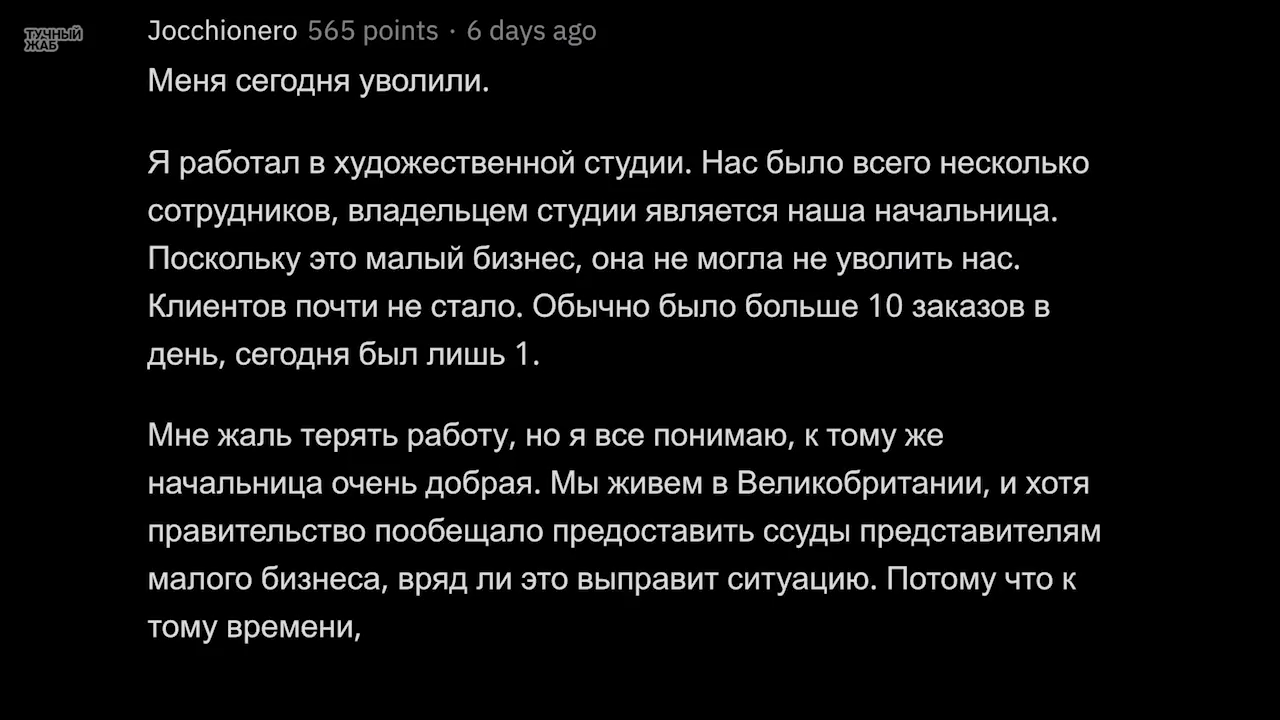 ТУЧНЫЙ
ЖАБ
Jocchionero 565 points · 6 days ago
Меня сегодня уволили.
Я работал в художественной студии. Нас было всего несколько
сотрудников, владельцем студии является наша начальница.
Поскольку это малый бизнес, она не могла не уволить нас.
Клиентов почти не стало. Обычно было больше 10 заказов в
день, сегодня был лишь 1.
Мне жаль терять работу, но я все понимаю, к тому же
начальница очень добрая. Мы живем в Великобритании, и хотя
правительство пообещало предоставить ссуды представителям
малого бизнеса, вряд ли это выправит ситуацию. Потому что к
тому времени,